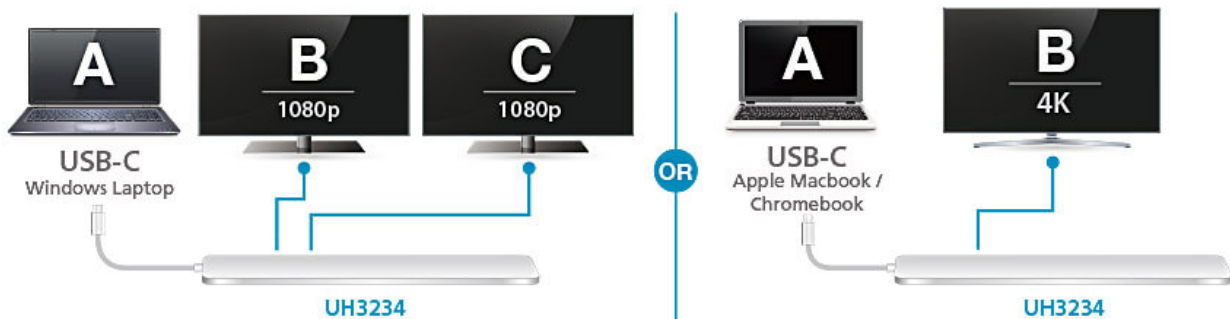 A
B
1080p
C
1080p
USB-C
Windows Laptop
UH3234
OR
A
B
4K
USB-C
Apple Macbook /
Chromebook
UH3234